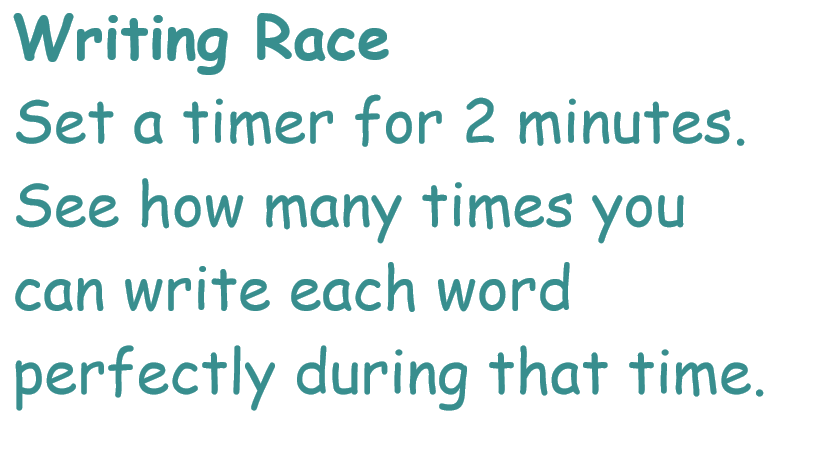 Writing Race
Set a timer for 2 minutes.
See how many times you
can write each word
perfectly during that time.